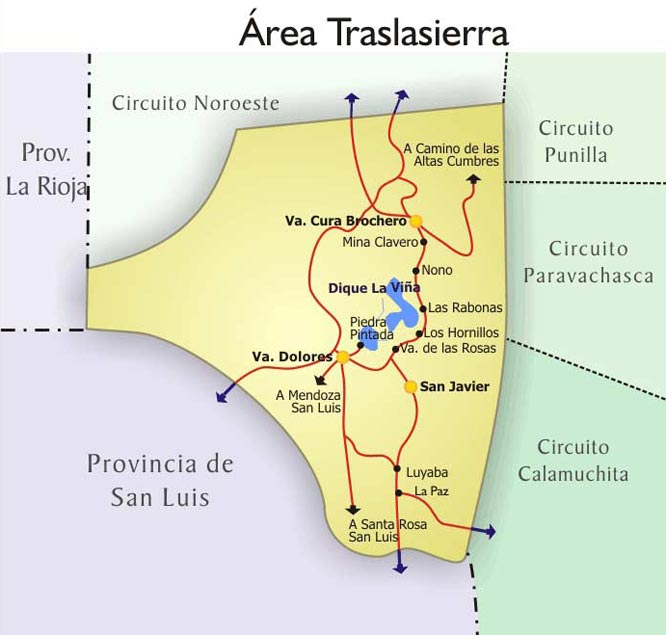 Área Traslasierra
Circuito Noroeste
Prov.
La Rioja
Circuito
Punilla
A Camino de las
Altas Cumbres
Va. Cura Brochero
Mina Clavero
Circuito
Paravachasca
Nono
Dique La Viña
Las Rabonas
Piedra
Pintada
Los Hornillos
Va. de las Rosas
Va. Dolores
San Javier
A Mendoza
San Luis
Provincia de
San Luis
Circuito
Calamuchita
Luyaba
La Paz
A Santa Rosa
San Luis